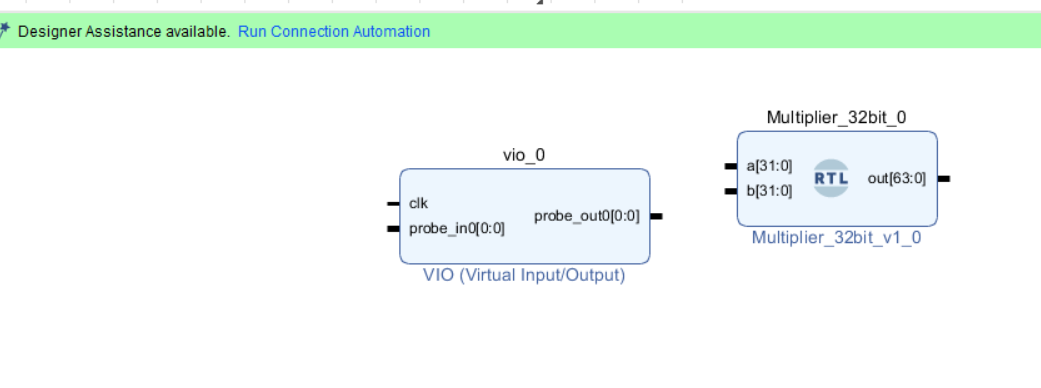 Designer Assistance available. Run Connection Automation
Multiplier_32bit_0
a[31:0]
b[31:0]
RTL
out[63:0]
Multiplier_32bit_v1_0
vio_0
clk
probe_in0[0:0]
probe_out0[0:0]
VIO (Virtual Input/Output)